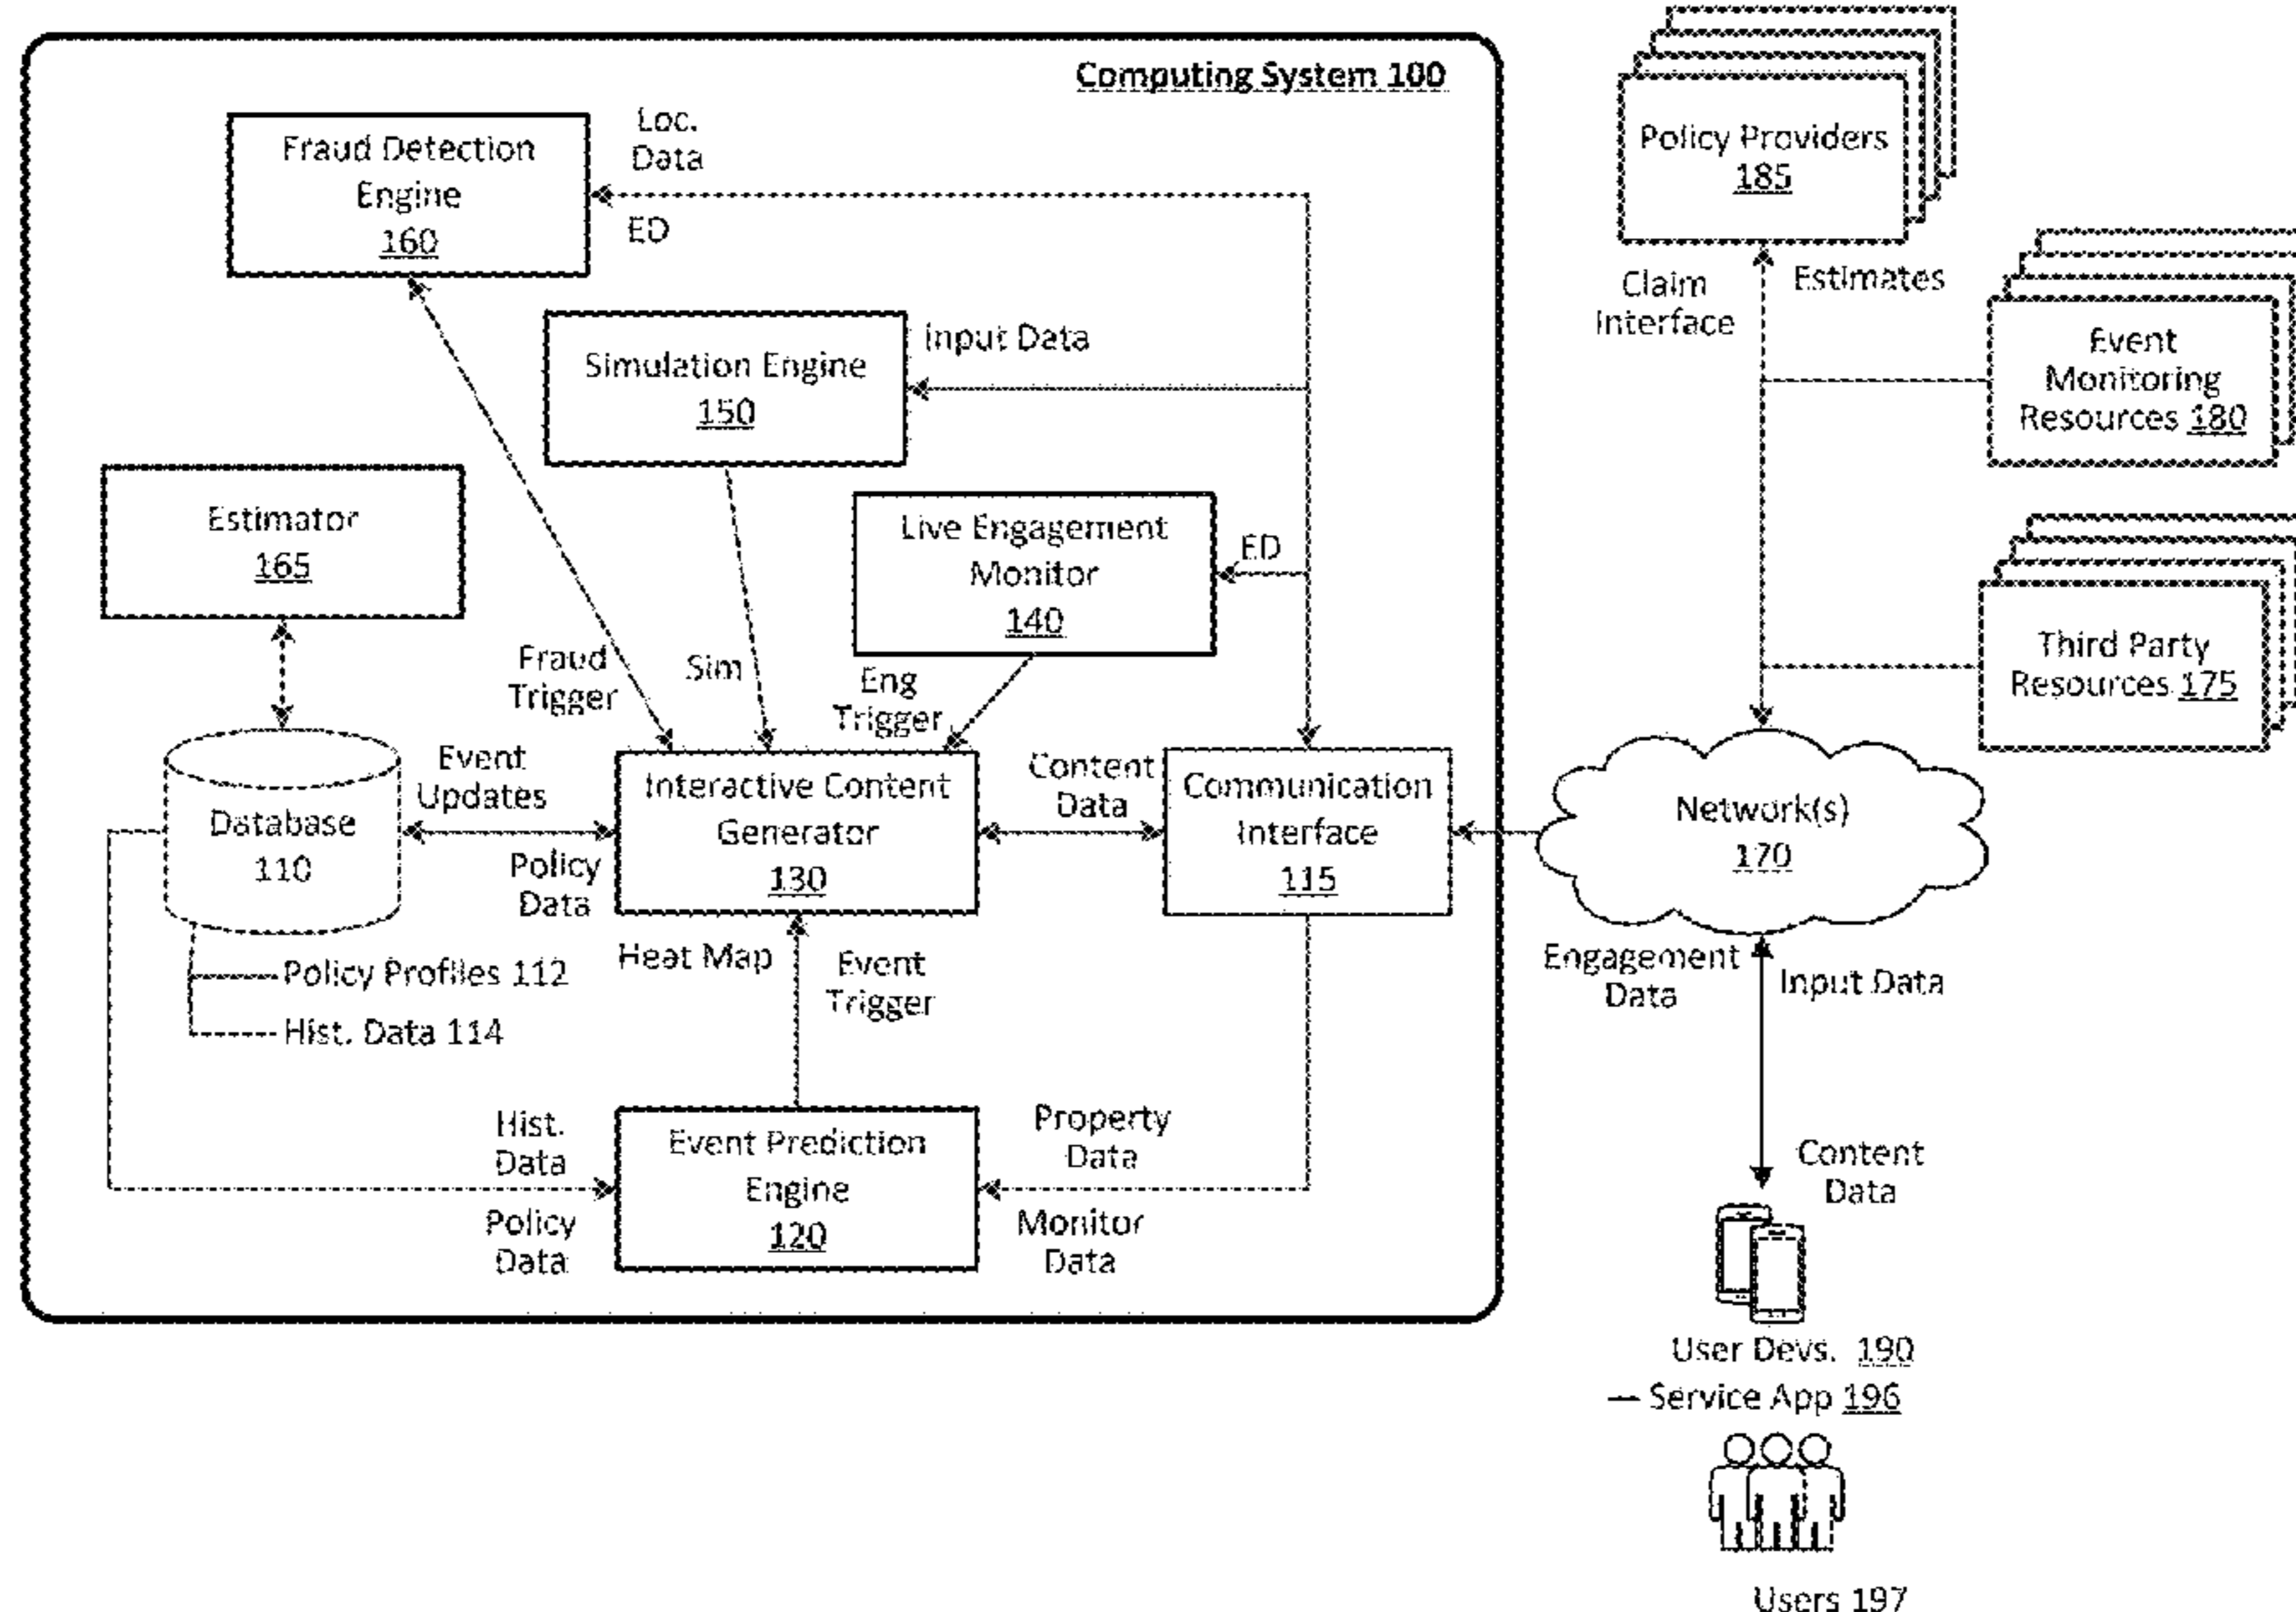 Computing System 100
Fraud Detection
Engine
160
Loc.
Data
ED
Simulation Engine
150
Input Data
Estimator
165
Live Engagement
Monitor
140
ED
Fraud
Trigger
Sim
Eng
Trigger
Database
110
Event
Updates
Policy
Data
Interactive Content
Generator
130
Content
Data
Communication
Interface
115
Policy Profiles 112
Hist. Data 114
Heat Map
Event
Trigger
Hist.
Data
Policy
Data
Event Prediction
Engine
120
Property
Data
Monitor
Data
Policy Providers
185
Claim
Interface
Estimates
Event
Monitoring
Resources 180
Third Party
Resources 175
Network(s)
170
Engagement
Data
Input Data
Content
Data
User Devs. 190
Service App 196
Users 197